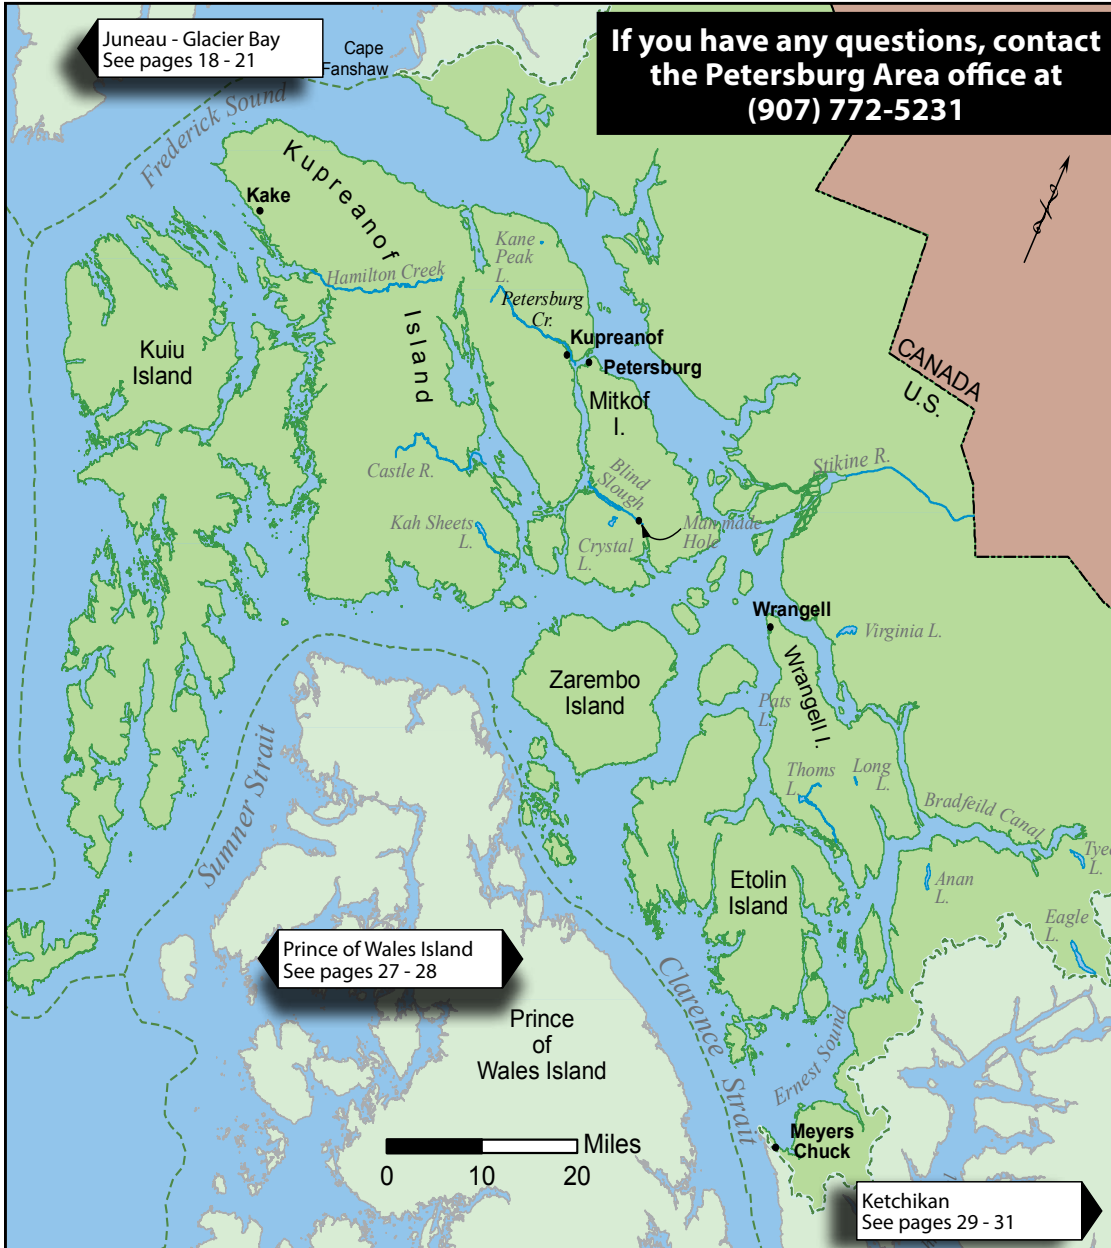 Juneau - Glacier Bay
See pages 18 - 21
Cape
Fanshaw
If you have any questions, contact
the Petersburg Area office at
(907) 772-5231
Frederick Sound
Kupreanof
Island
Kake
Kane
Peak
L.
Hamilton Creek
Petersburg
Cr.
Kupreanof
Petersburg
Kuiu
Island
Mitkof
I.
CANADA
U.S.
Castle R.
Blind
Slough
Stikine R.
Kah Sheets
L.
Crystal
L.
Man made
Hole
Wrangell
Virginia L.
Wrangell I.
Zarembo
Island
Pats
L.
Sumner Strait
Thoms
L.
Long
L.
Bradfeild Canal
Etolin
Island
Anan
L.
L.
Eagle
L.
Prince of Wales Island
See pages 27 - 28
Clarence Strait
Prince
of
Wales Island
Ernest Sound
Meyers
Chuck
Miles
0 10 20
Ketchikan
See pages 29 - 31